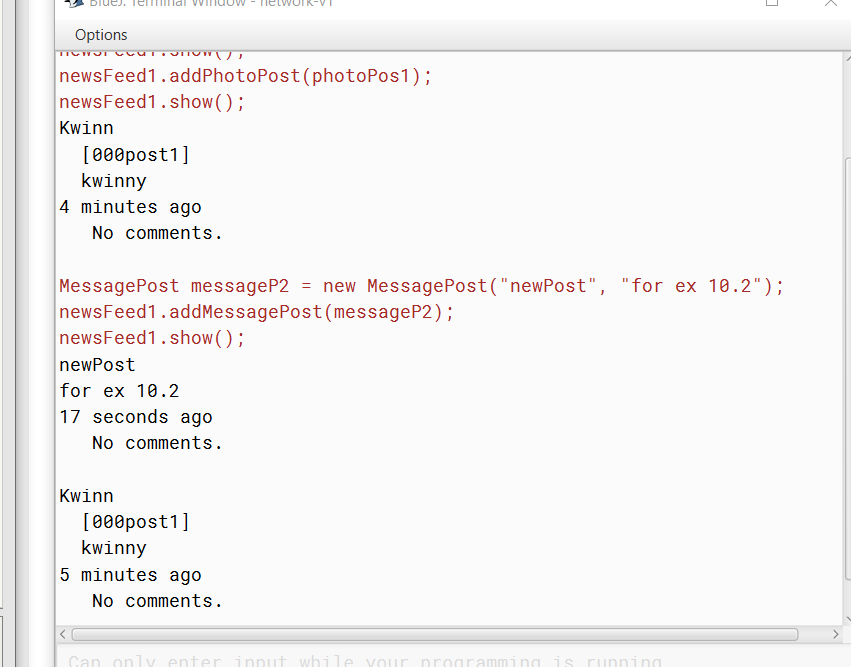 BlueJ: Terminal Window - network-v1
Options
newsFeed1.show();
newsFeed1.addPhotoPost(photoPos1);
newsFeed1.show();
Kwinn
[000post1]
kwinny
4 minutes ago
No comments.
MessagePost messageP2 = new MessagePost("newPost", "for ex 10.2");
newsFeed1.addMessagePost(messageP2);
newsFeed1.show();
newPost
for ex 10.2
17 seconds ago
No comments.
Kwinn
[000post1]
kwinny
5 minutes ago
No comments.
Can only enter input while your programming is running